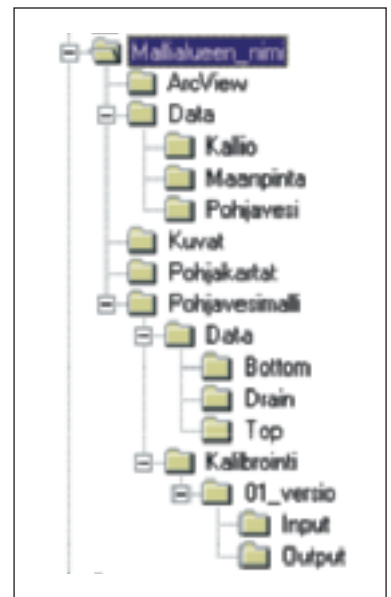 Mallialueen_nimi
ArcView
Data
Kallio
Maanpinta
Pohjavesi
Kuvat
Pohjakartat
Pohjavesimalli
Data
Bottom
Drain
Top
Kalibrointi
01_versio
Input
Output